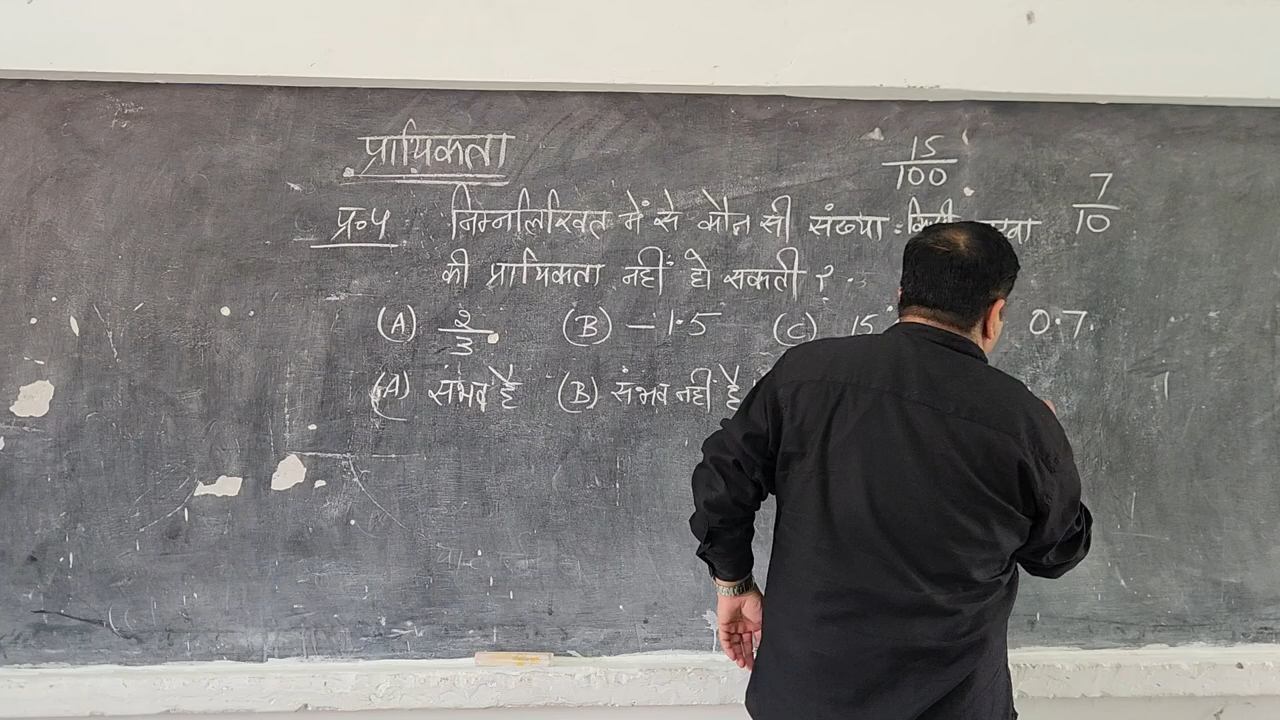 प्रायिकता
15/100
7/10
प्र०५ निम्नलिखित में से कौन सी संख्या किसी
की प्रायिकता नहीं हो सकती ?
(A) 2/3 (B) –1.5 (C) 15 0.7
(A) संभव है (B) संभव नहीं है